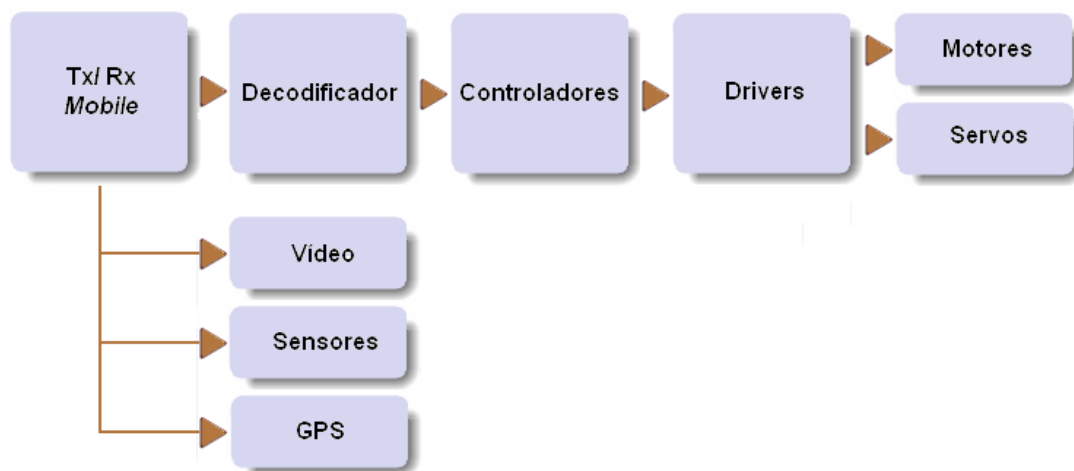 Tx/ Rx
Mobile
Decodificador
Controladores
Drivers
Motores
Servos
Vídeo
Sensores
GPS